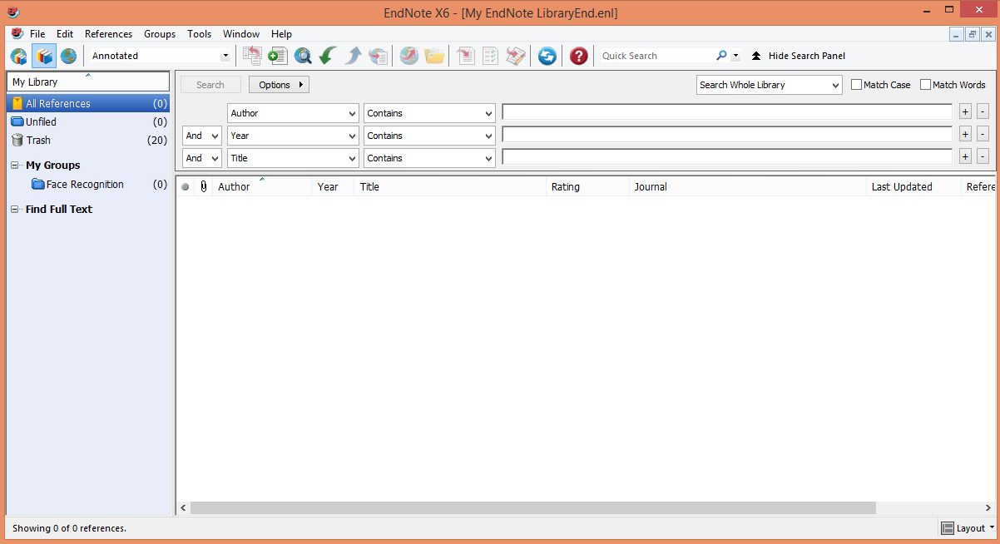 EndNote X6 - [My EndNote LibraryEnd.enl]
File Edit References Groups Tools Window Help
Annotated
Quick Search
Hide Search Panel
My Library
All References (0)
Unfiled (0)
Trash (20)
My Groups
Face Recognition (0)
Find Full Text
Search Options Search Whole Library Match Case Match Words
Author Contains + -
And Year Contains + -
And Title Contains + -
Author Year Title Rating Journal Last Updated Refere
Showing 0 of 0 references.
Layout